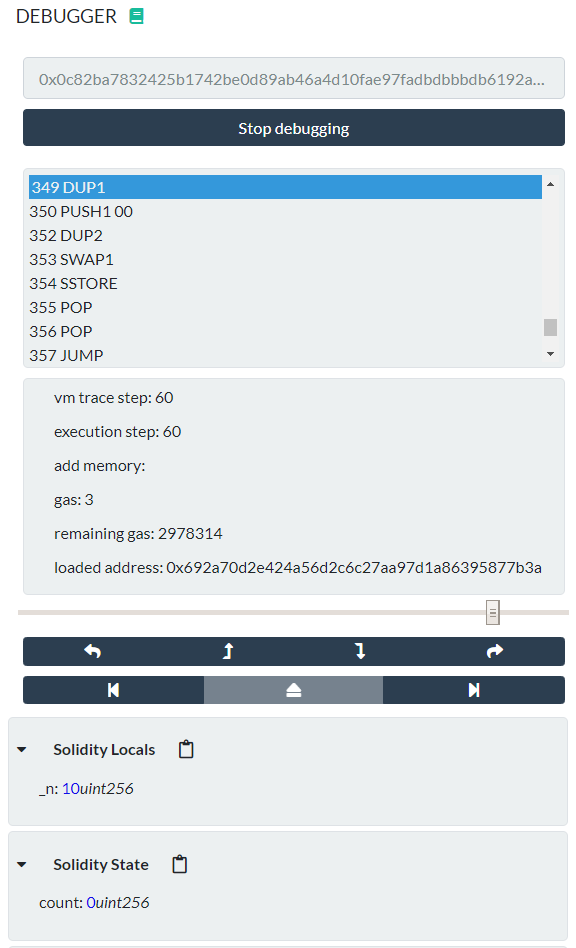 DEBUGGER
0x0c82ba7832425b1742be0d89ab46a4d10fae97fadbdbbbdb6192a...
Stop debugging
349 DUP1
350 PUSH1 00
352 DUP2
353 SWAP1
354 SSTORE
355 POP
356 POP
357 JUMP
vm trace step: 60
execution step: 60
add memory:
gas: 3
remaining gas: 2978314
loaded address: 0x692a70d2e424a56d2c6c27aa97d1a86395877b3a
Solidity Locals
_n: 10uint256
Solidity State
count: 0uint256